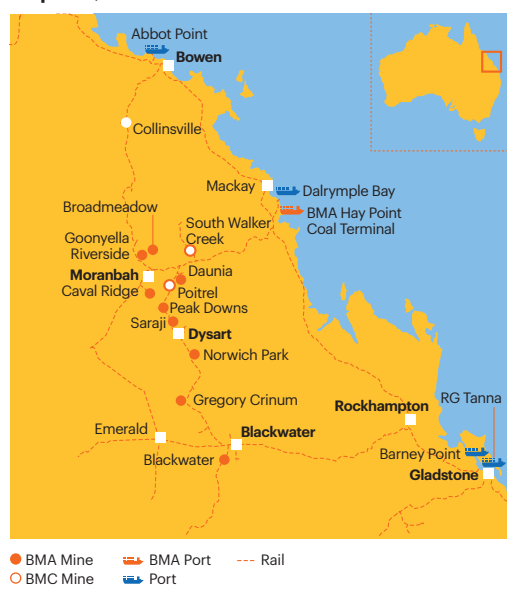 Abbot Point
Bowen
Collinsville
Mackay
Dalrymple Bay
BMA Hay Point
Coal Terminal
Broadmeadow
South Walker
Creek
Goonyella
Riverside
Moranbah
Daunia
Caval Ridge
Poitrel
Peak Downs
Saraji
Dysart
Norwich Park
Gregory Crinum
Rockhampton
RG Tanna
Emerald
Blackwater
Barney Point
Blackwater
Gladstone
BMA Mine
BMA Port
Rail
BMC Mine
Port